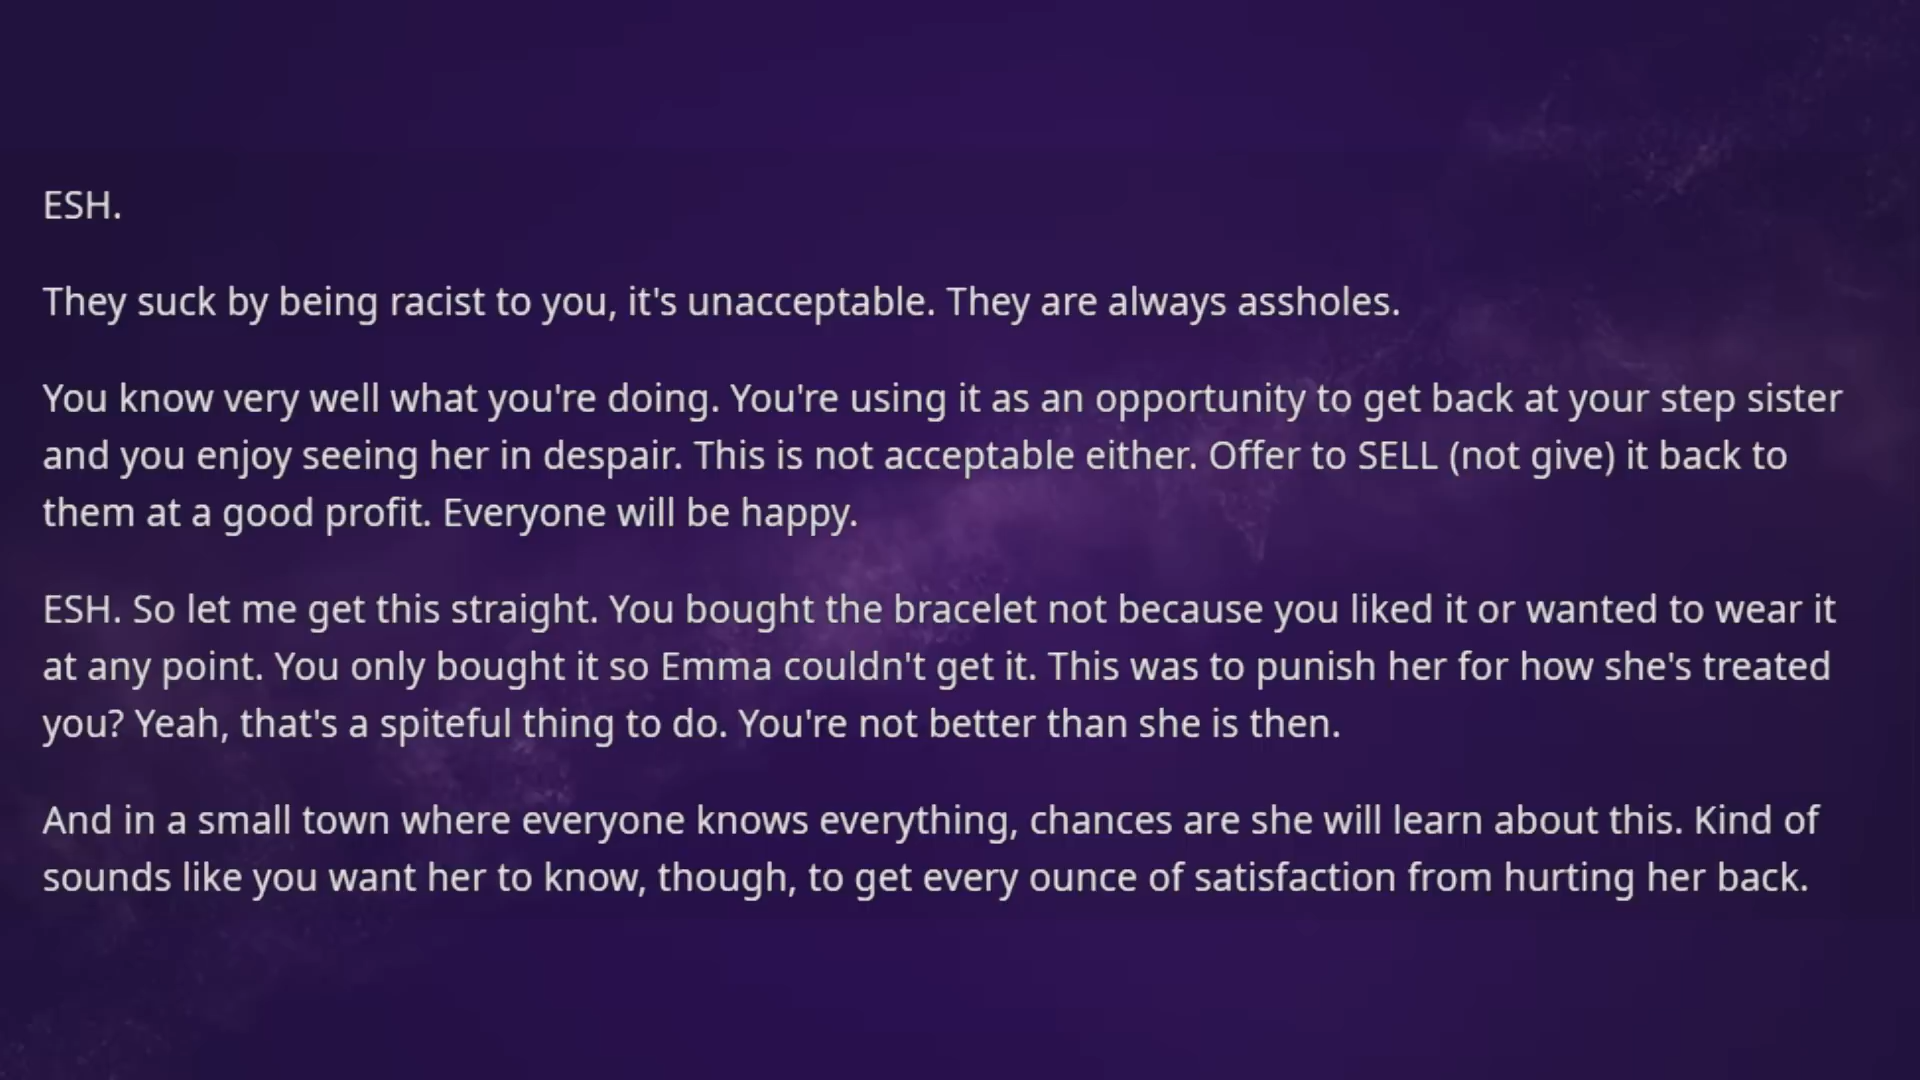 ESH.
They suck by being racist to you, it's unacceptable. They are always assholes.
You know very well what you're doing. You're using it as an opportunity to get back at your step sister
and you enjoy seeing her in despair. This is not acceptable either. Offer to SELL (not give) it back to
them at a good profit. Everyone will be happy.
ESH. So let me get this straight. You bought the bracelet not because you liked it or wanted to wear it
at any point. You only bought it so Emma couldn't get it. This was to punish her for how she's treated
you? Yeah, that's a spiteful thing to do. You're not better than she is then.
And in a small town where everyone knows everything, chances are she will learn about this. Kind of
sounds like you want her to know, though, to get every ounce of satisfaction from hurting her back.